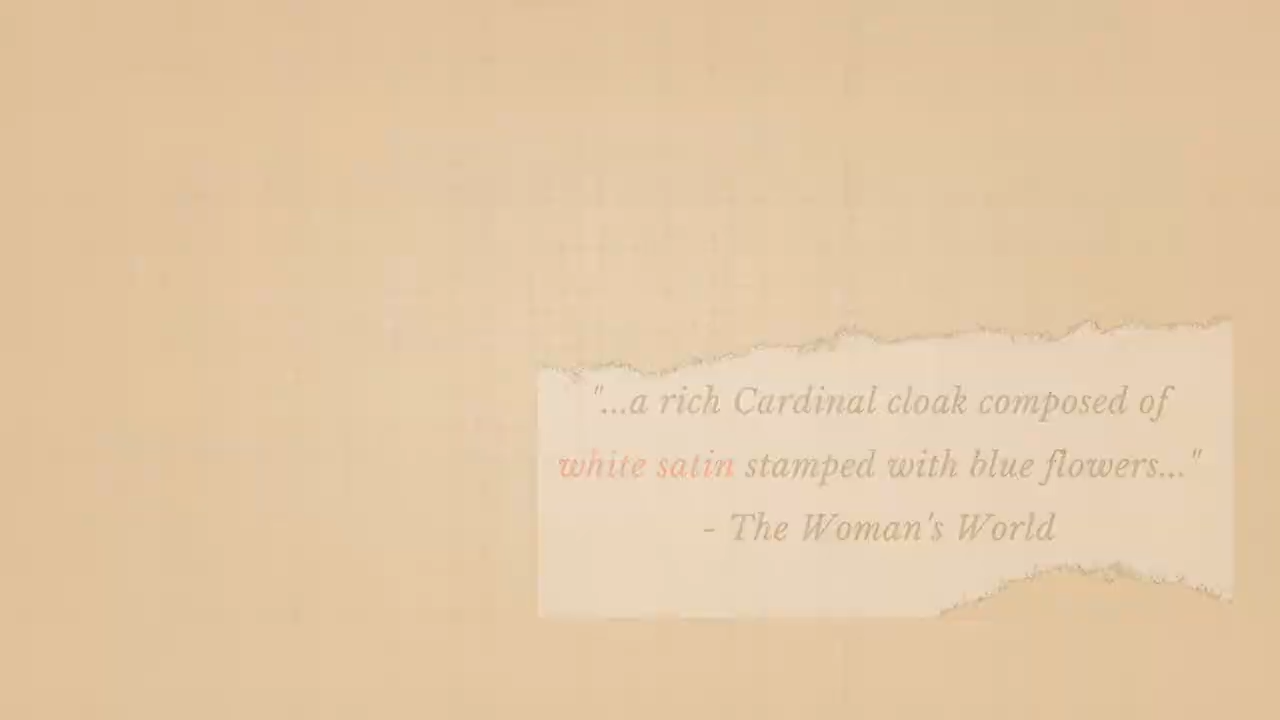 "...a rich Cardinal cloak composed of
white satin stamped with blue flowers..."
- The Woman's World